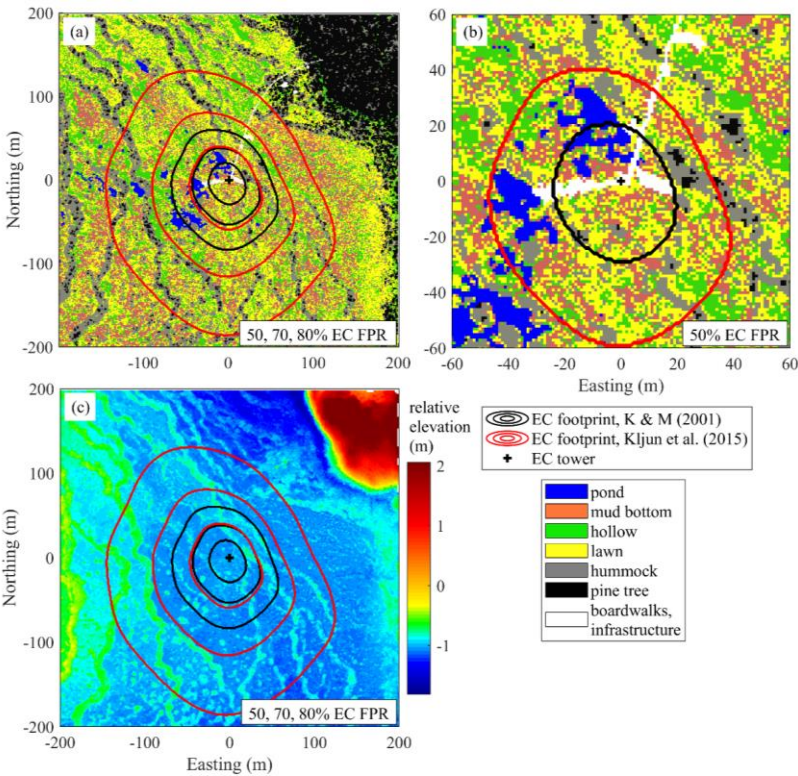 (a)
Northing (m)
200
100
0
-100
-200
-100
0
100
200
50, 70, 80% EC FPR
(b)
60
40
20
0
-20
-40
-60
-60
-40
-20
0
20
40
60
Easting (m)
50% EC FPR
(c)
Northing (m)
200
100
0
-100
-200
-200
-100
0
100
200
Easting (m)
50, 70, 80% EC FPR
relative
elevation
(m)
2
1
0
-1
EC footprint, K & M (2001)
EC footprint, Kljun et al. (2015)
EC tower
pond
mud bottom
hollow
lawn
hummock
pine tree
boardwalks,
infrastructure